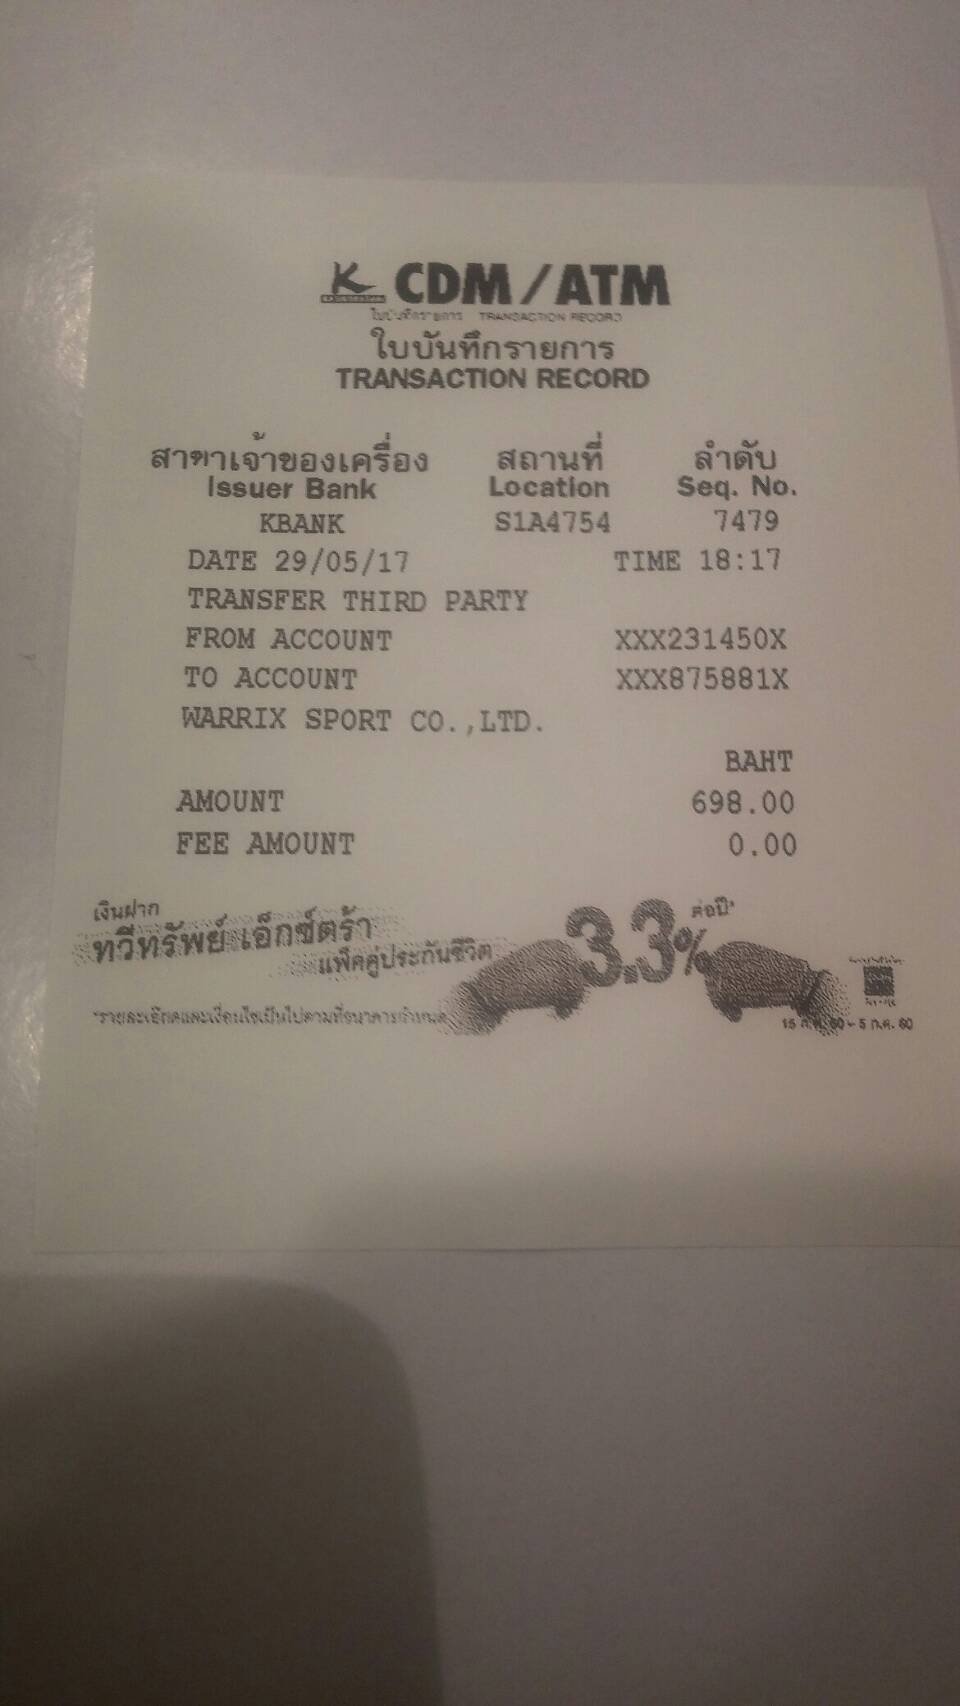 K CDM/ATM
ใบบันทึกรายการ TRANSACTION RECORD
ใบบันทึกรายการ
TRANSACTION RECORD
สาขาเจ้าของเครื่อง สถานที่ ลำดับ
Issuer Bank Location Seq. No.
KBANK S1A4754 7479
DATE 29/05/17 TIME 18:17
TRANSFER THIRD PARTY
FROM ACCOUNT XXX231450X
TO ACCOUNT XXX875881X
WARRIX SPORT CO.,LTD.
BAHT
AMOUNT 698.00
FEE AMOUNT 0.00
เงินฝาก
ทวีทรัพย์ เอ็กซ์ตร้า
แพ็คคู่ประกันชีวิต
3.3% ต่อปี*
*รายละเอียดและเงื่อนไขเป็นไปตามที่ธนาคารกำหนด
15 60 - 5 ก.ค. 60